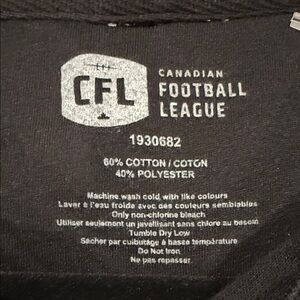 CFL
CANADIAN
FOOTBALL
LEAGUE
1930682
60% COTTON / COTON
40% POLYESTER
Machine wash cold, with like colours
Laver à l'eau froide avec des couleurs semblables
Only non-chlorine bleach
Utiliser seulement un javellisant sans chlore au besoin
Tumble Dry Low
Sécher par culbutage à basse température
Do Not Iron
Ne pas repasser